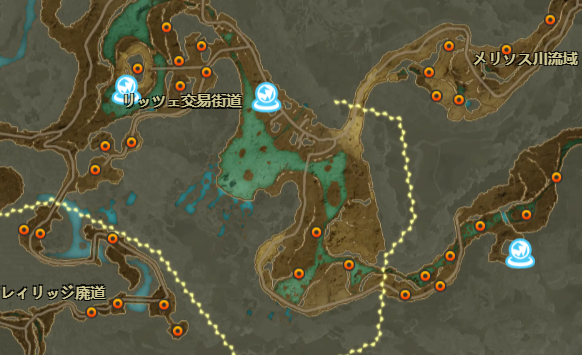 メリソス川流域
リッツェ交易街道
レィリッジ廃道